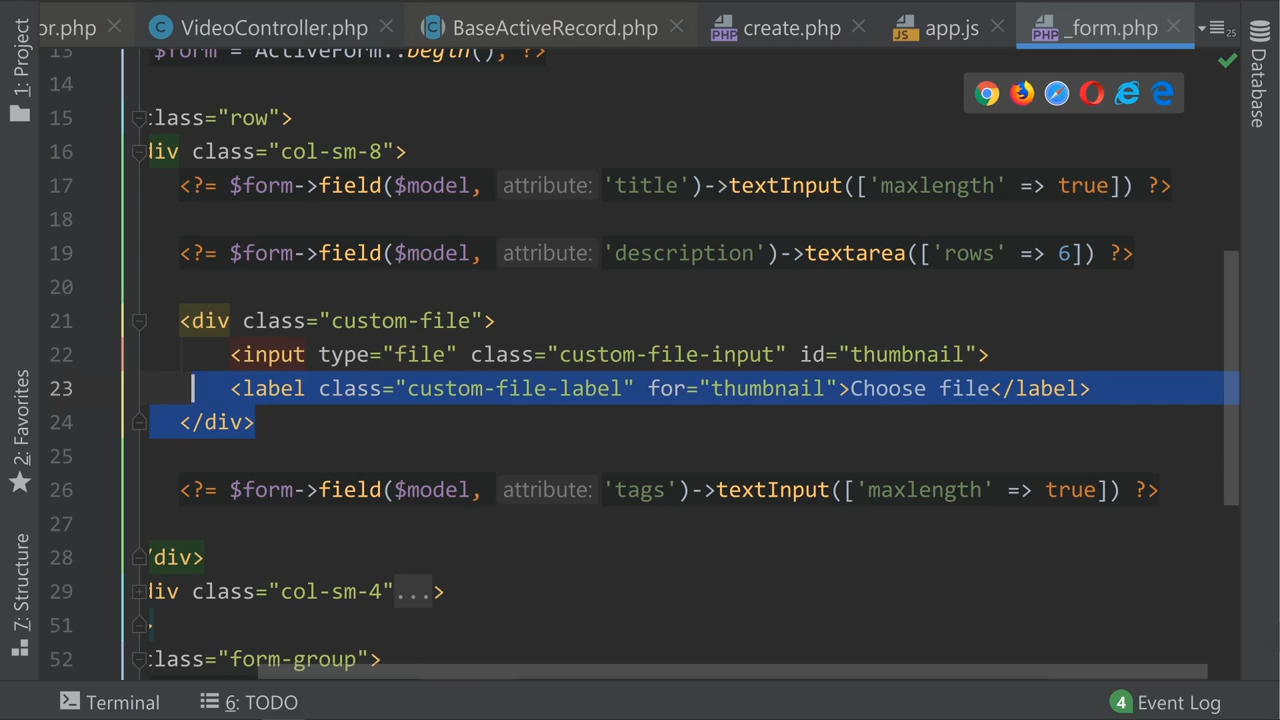 or.php
VideoController.php
BaseActiveRecord.php
create.php
app.js
_form.php
25
1: Project
2: Favorites
7: Structure
Database
13 $form = ActiveForm::begin(); ?>
14
15 class="row">
16 div class="col-sm-8">
17 <?= $form->field($model, attribute: 'title')->textInput(['maxlength' => true]) ?>
18
19 <?= $form->field($model, attribute: 'description')->textarea(['rows' => 6]) ?>
20
21 <div class="custom-file">
22 <input type="file" class="custom-file-input" id="thumbnail">
23 <label class="custom-file-label" for="thumbnail">Choose file</label>
24 </div>
25
26 <?= $form->field($model, attribute: 'tags')->textInput(['maxlength' => true]) ?>
27
28 /div>
29 div class="col-sm-4"...>
51 >
52 class="form-group">
Terminal
6: TODO
4 Event Log